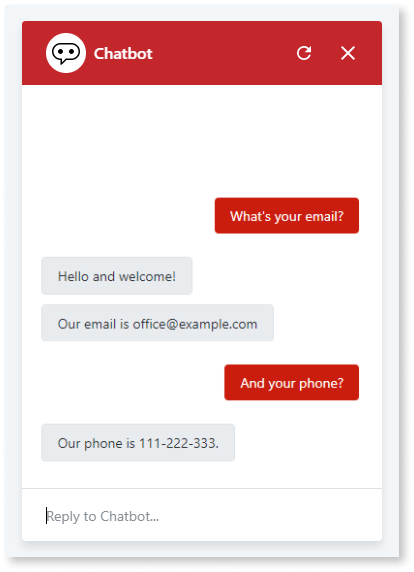 Chatbot
What's your email?
Hello and welcome!
Our email is office@example.com
And your phone?
Our phone is 111-222-333.
Reply to Chatbot...